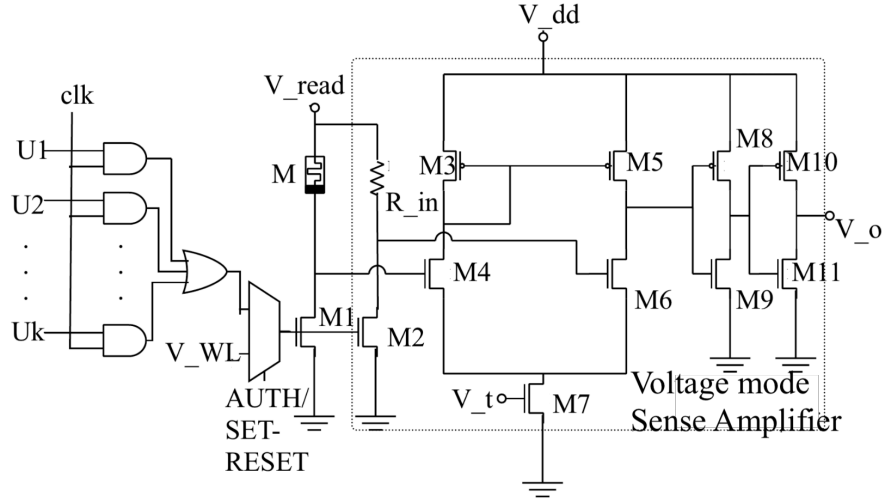 V_dd
clk
V_read
U1
U2
Uk
M
R_in
M3
M5
M8
M10
V_o
M4
M6
M9
M11
M1
M2
V_WL
AUTH/
SET-
RESET
V_t
M7
Voltage mode
Sense Amplifier